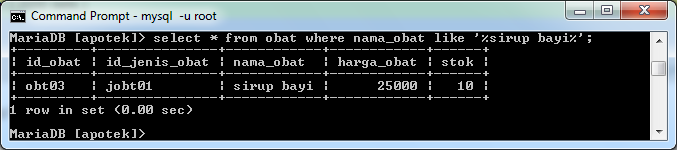 Command Prompt - mysql -u root
MariaDB [apotek]> select * from obat where nama_obat like '%sirup bayi%';
+---------+---------------+------------+------------+------+
| id_obat | id_jenis_obat | nama_obat | harga_obat | stok |
+---------+---------------+------------+------------+------+
| obt03 | jobt01 | sirup bayi | 25000 | 10 |
+---------+---------------+------------+------------+------+
1 row in set (0.00 sec)
MariaDB [apotek]>